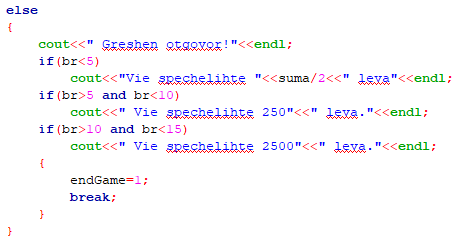 else
{
cout<<" Greshen otgovor!"<<endl;
if(br<5)
cout<<"Vie spechelihte "<<suma/2<<" leva"<<endl;
if(br>5 and br<10)
cout<<" Vie spechelihte 250"<<" leva."<<endl;
if(br>10 and br<15)
cout<<" Vie spechelihte 2500"<<" leva."<<endl;
{
endGame=1;
break;
}
}